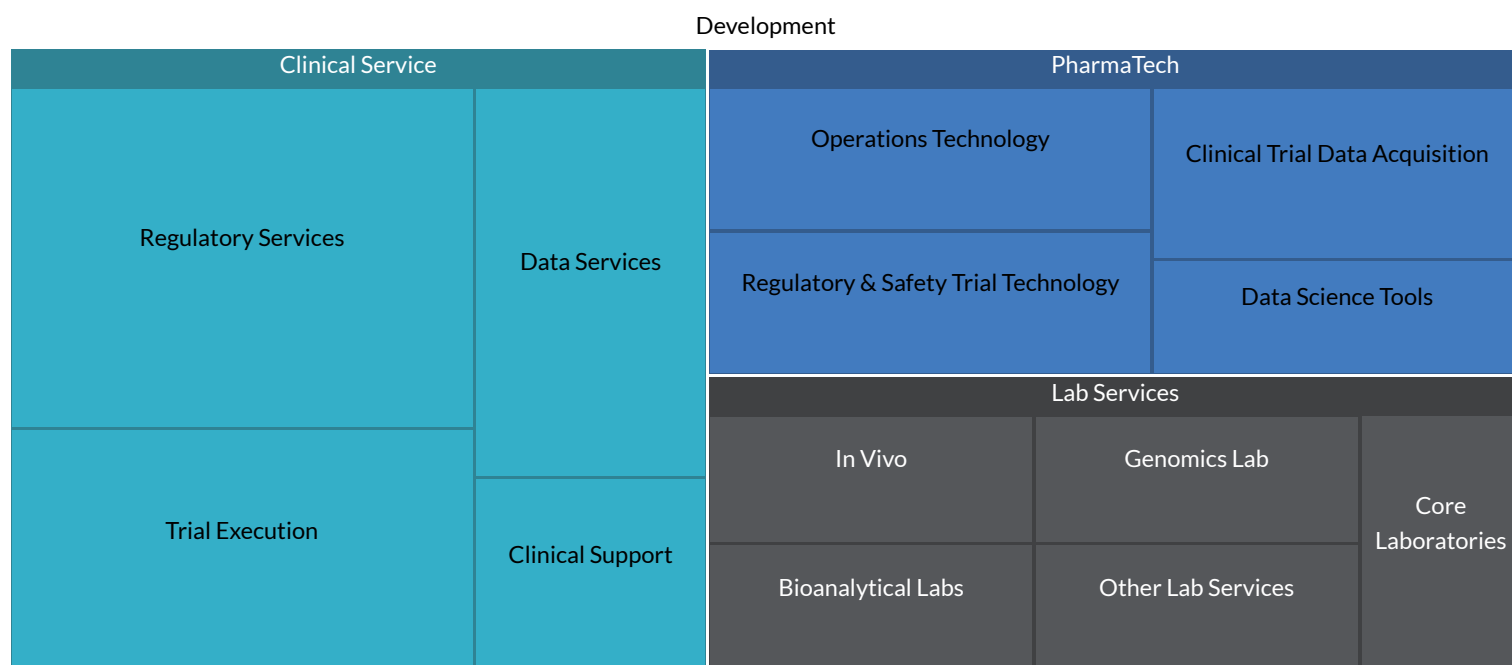 Development
Clinical Service
Regulatory Services
Data Services
Trial Execution
Clinical Support
PharmaTech
Operations Technology
Clinical Trial Data Acquisition
Regulatory & Safety Trial Technology
Data Science Tools
Lab Services
In Vivo
Genomics Lab
Core
Laboratories
Bioanalytical Labs
Other Lab Services